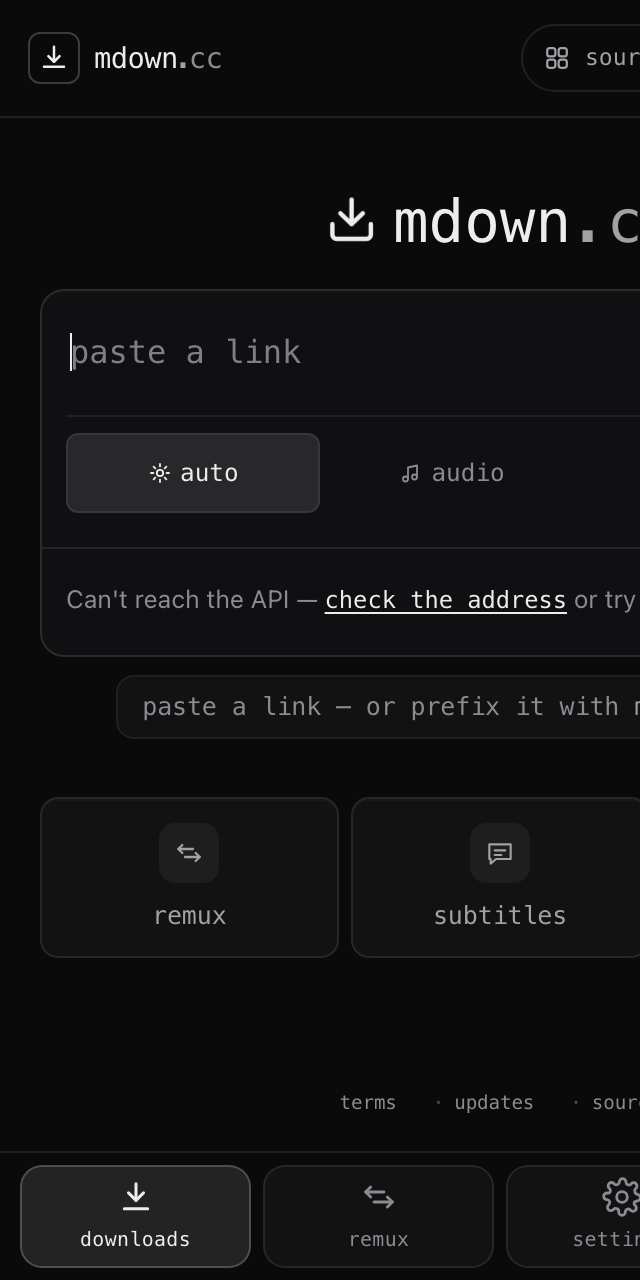 mdown.cc sour
mdown.c
paste a link
auto audio
Can't reach the API — check the address or try
paste a link — or prefix it with
remux subtitles
terms · updates · sour
downloads remux settin